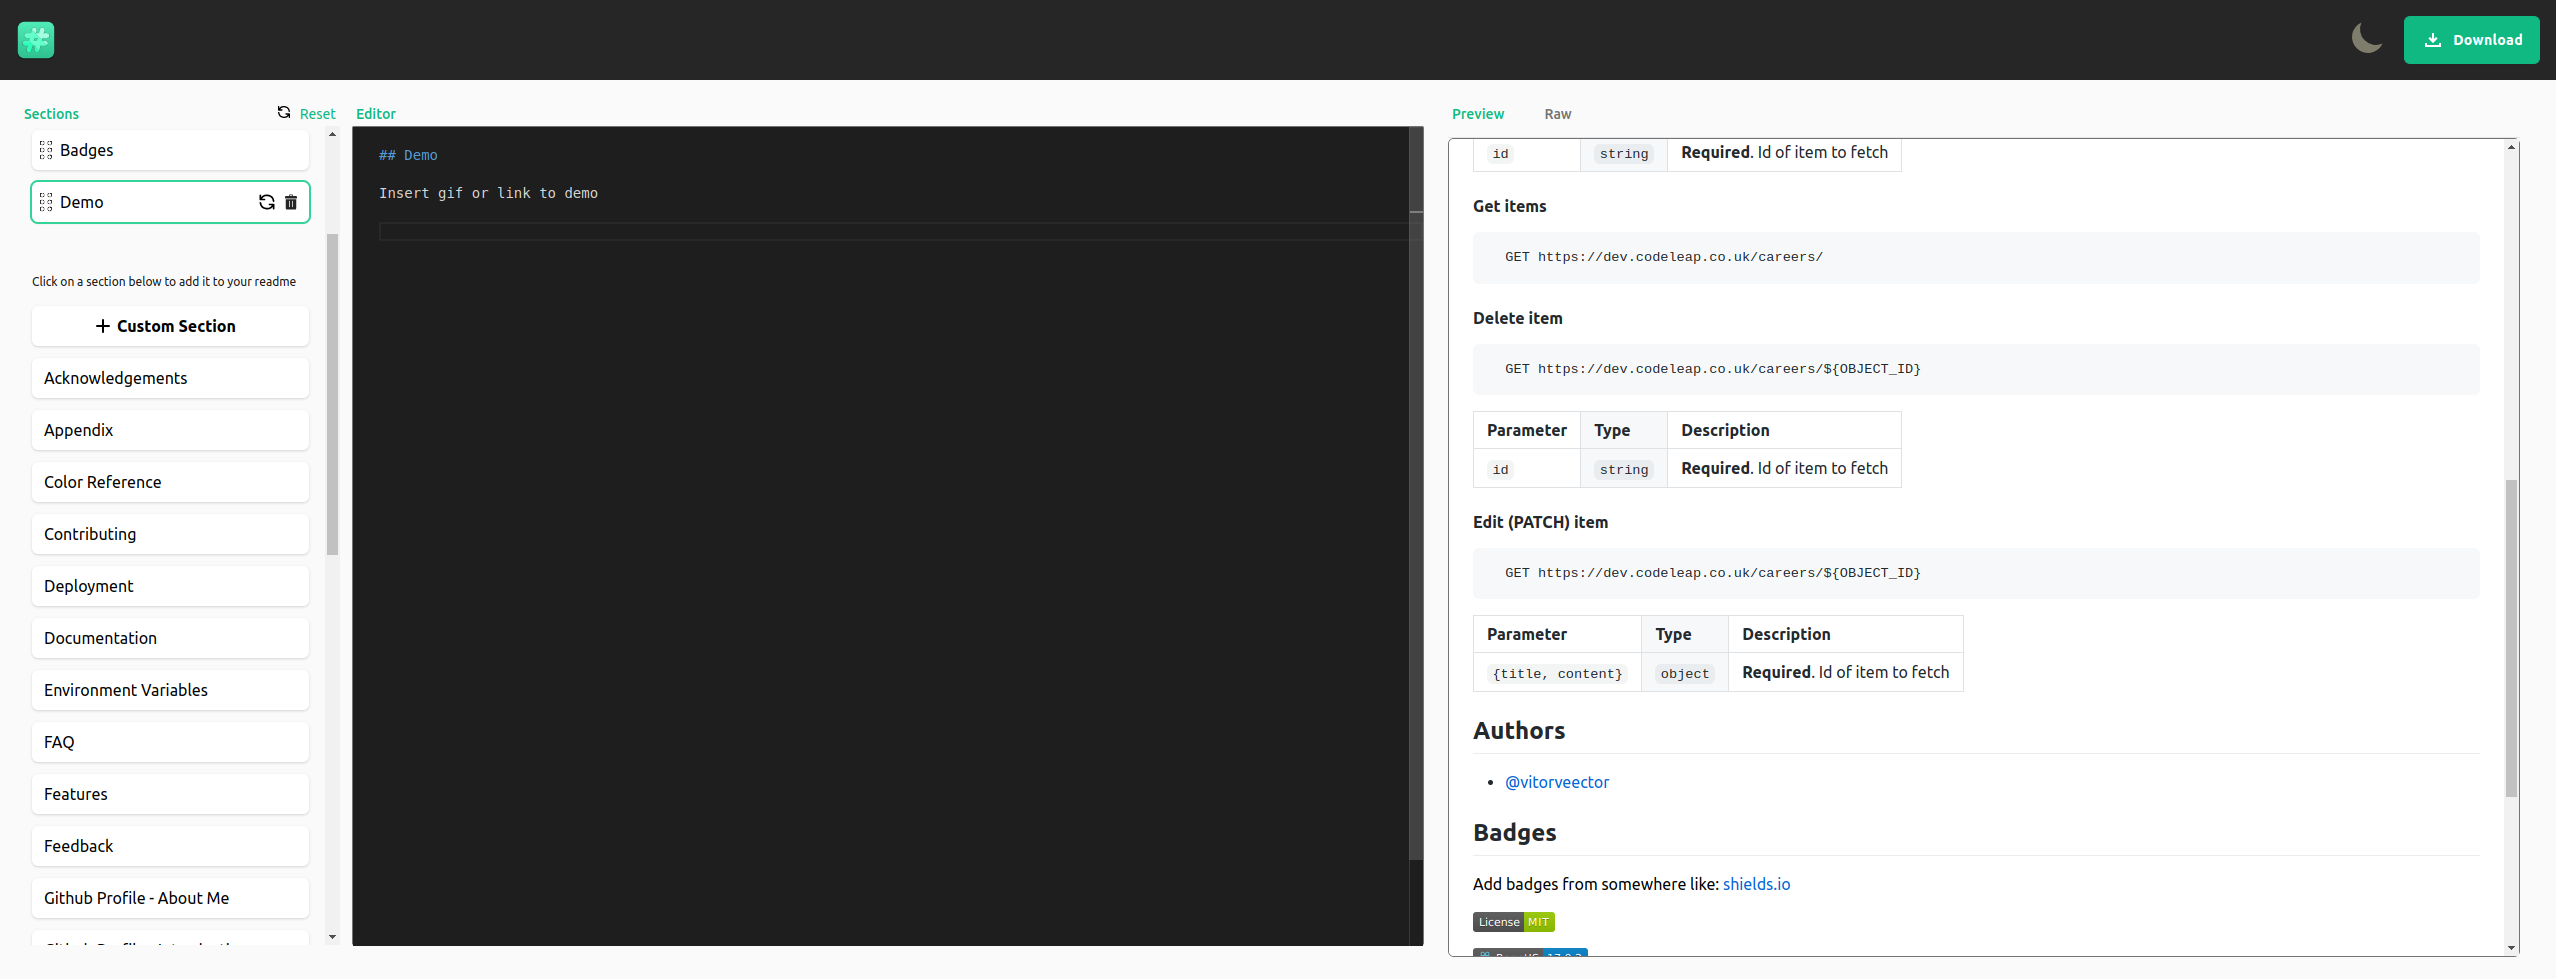 Download
Sections
Reset
Badges
Demo
Click on a section below to add it to your readme
+ Custom Section
Acknowledgements
Appendix
Color Reference
Contributing
Deployment
Documentation
Environment Variables
FAQ
Features
Feedback
Github Profile - About Me
Editor
## Demo
Insert gif or link to demo
Preview Raw
id string Required. Id of item to fetch
Get items
GET https://dev.codeleap.co.uk/careers/
Delete item
GET https://dev.codeleap.co.uk/careers/${OBJECT_ID}
Parameter Type Description
id string Required. Id of item to fetch
Edit (PATCH) item
GET https://dev.codeleap.co.uk/careers/${OBJECT_ID}
Parameter Type Description
{title, content} object Required. Id of item to fetch
Authors
• @vitorveector
Badges
Add badges from somewhere like: shields.io
License MIT